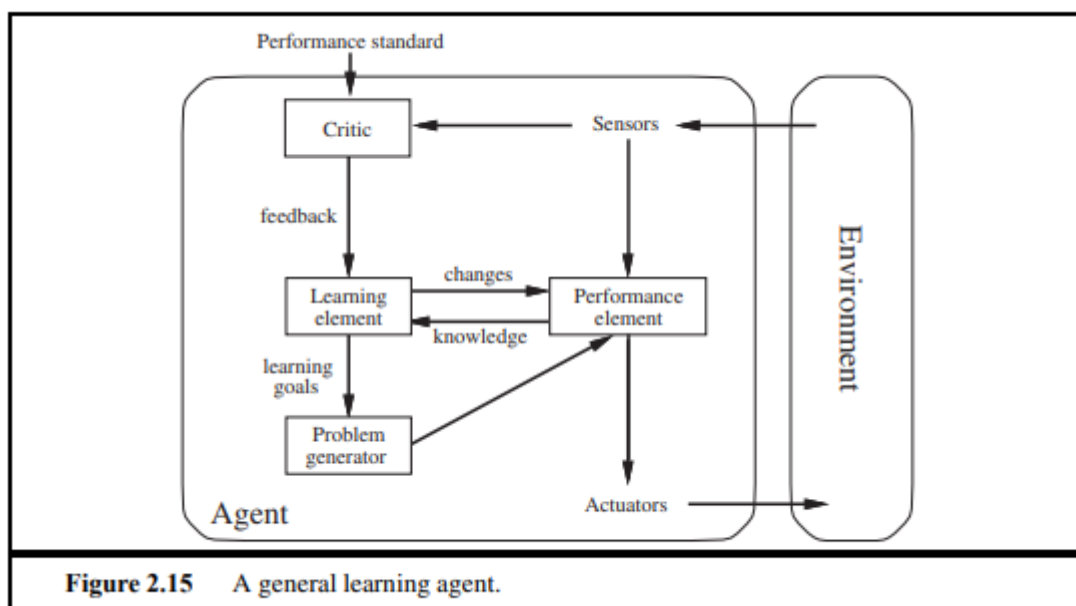 Performance standard
Critic
Sensors
feedback
changes
Learning
element
Performance
element
knowledge
learning
goals
Problem
generator
Agent
Actuators
Environment
Figure 2.15 A general learning agent.